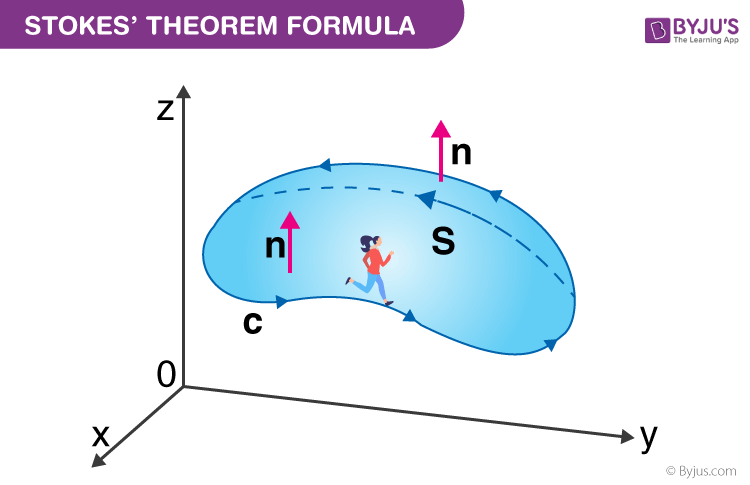 STOKES' THEOREM FORMULA
BYJU'S
The Learning App
z
n
n
S
c
0
x
y
© Byjus.com